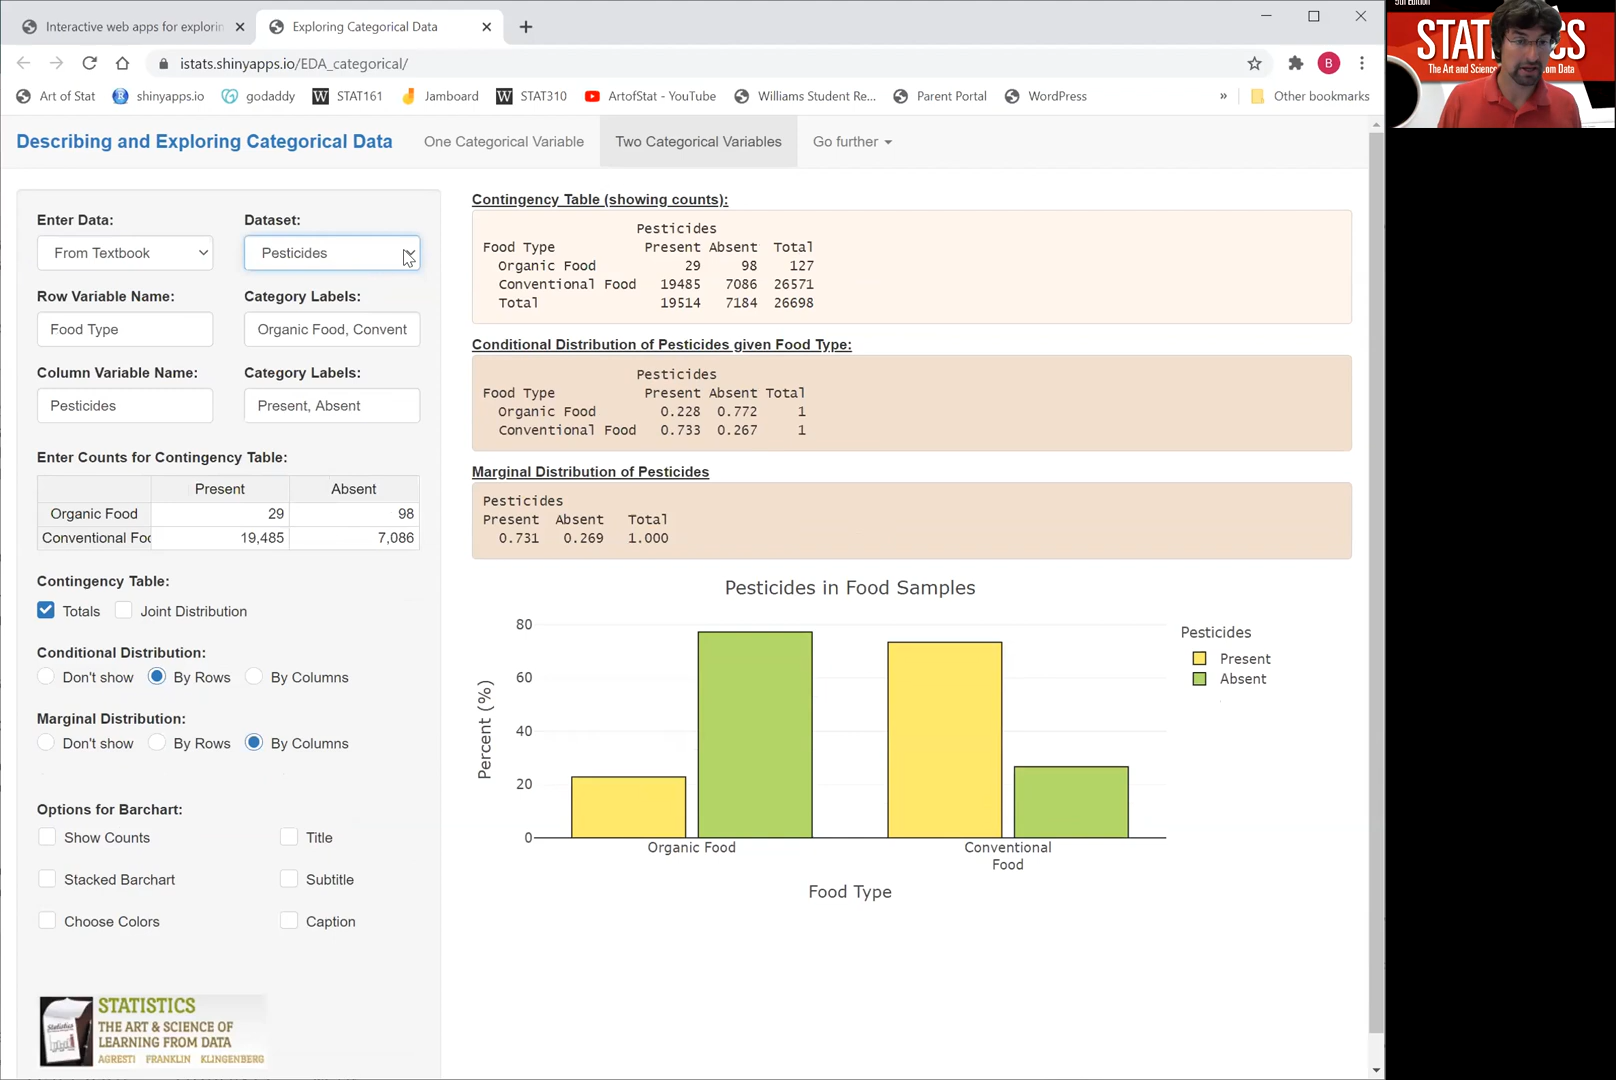 Interactive web apps for explorin
Exploring Categorical Data
istats.shinyapps.io/EDA_categorical/
B
Art of Stat
shinyapps.io
godaddy
STAT161
Jamboard
STAT310
ArtofStat - YouTube
Williams Student Re...
Parent Portal
WordPress
»
Other bookmarks
Describing and Exploring Categorical Data
One Categorical Variable
Two Categorical Variables
Go further
Enter Data:
Dataset:
From Textbook
Pesticides
Row Variable Name:
Category Labels:
Food Type
Organic Food, Convent
Column Variable Name:
Category Labels:
Pesticides
Present, Absent
Enter Counts for Contingency Table:
Present Absent
Organic Food 29 98
Conventional Foo 19,485 7,086
Contingency Table:
Totals Joint Distribution
Conditional Distribution:
Don't show By Rows By Columns
Marginal Distribution:
Don't show By Rows By Columns
Options for Barchart:
Show Counts Title
Stacked Barchart Subtitle
Choose Colors Caption
STATISTICS
THE ART & SCIENCE OF
LEARNING FROM DATA
AGRESTI FRANKLIN KLINGENBERG
Contingency Table (showing counts):
Pesticides
Food Type Present Absent Total
Organic Food 29 98 127
Conventional Food 19485 7086 26571
Total 19514 7184 26698
Conditional Distribution of Pesticides given Food Type:
Pesticides
Food Type Present Absent Total
Organic Food 0.228 0.772 1
Conventional Food 0.733 0.267 1
Marginal Distribution of Pesticides
Pesticides
Present Absent Total
0.731 0.269 1.000
Pesticides in Food Samples
Percent (%)
80
60
40
20
0
Organic Food
Conventional
Food
Food Type
Pesticides
Present
Absent
5th Edition